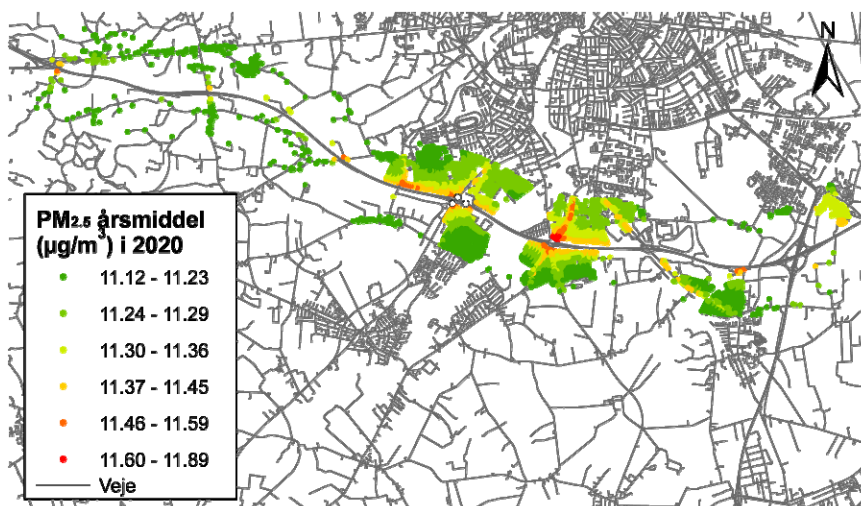 N
PM2.5 årsmiddel
(µg/m³) i 2020
11.12 - 11.23
11.24 - 11.29
11.30 - 11.36
11.37 - 11.45
11.46 - 11.59
11.60 - 11.89
Veje